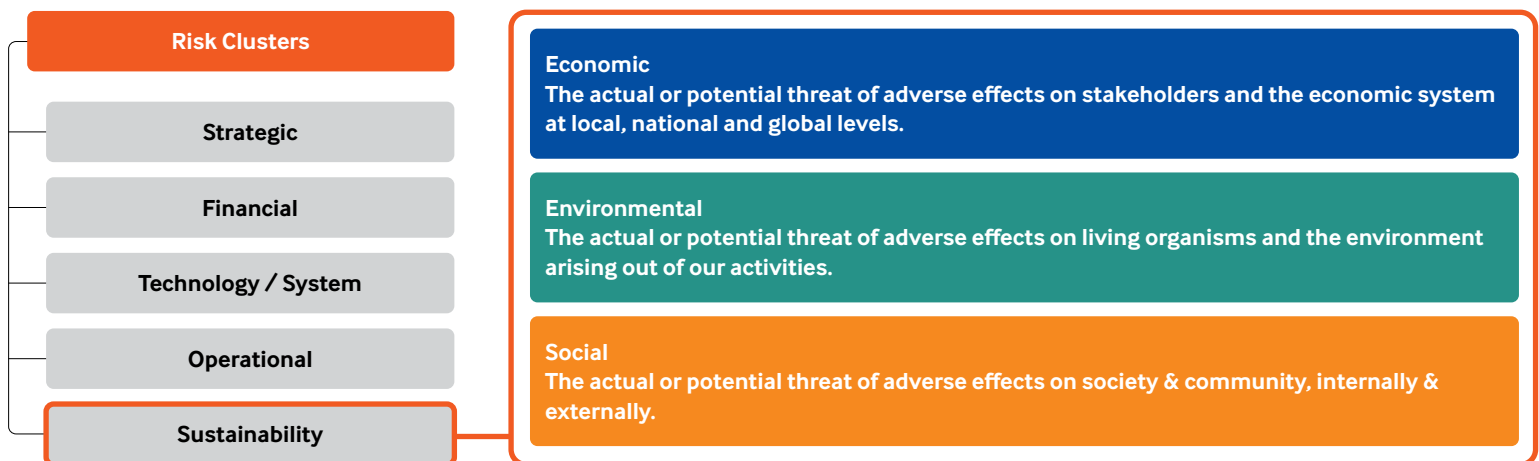 Risk Clusters
Strategic
Financial
Technology / System
Operational
Sustainability
Economic
The actual or potential threat of adverse effects on stakeholders and the economic system
at local, national and global levels.
Environmental
The actual or potential threat of adverse effects on living organisms and the environment
arising out of our activities.
Social
The actual or potential threat of adverse effects on society & community, internally &
externally.